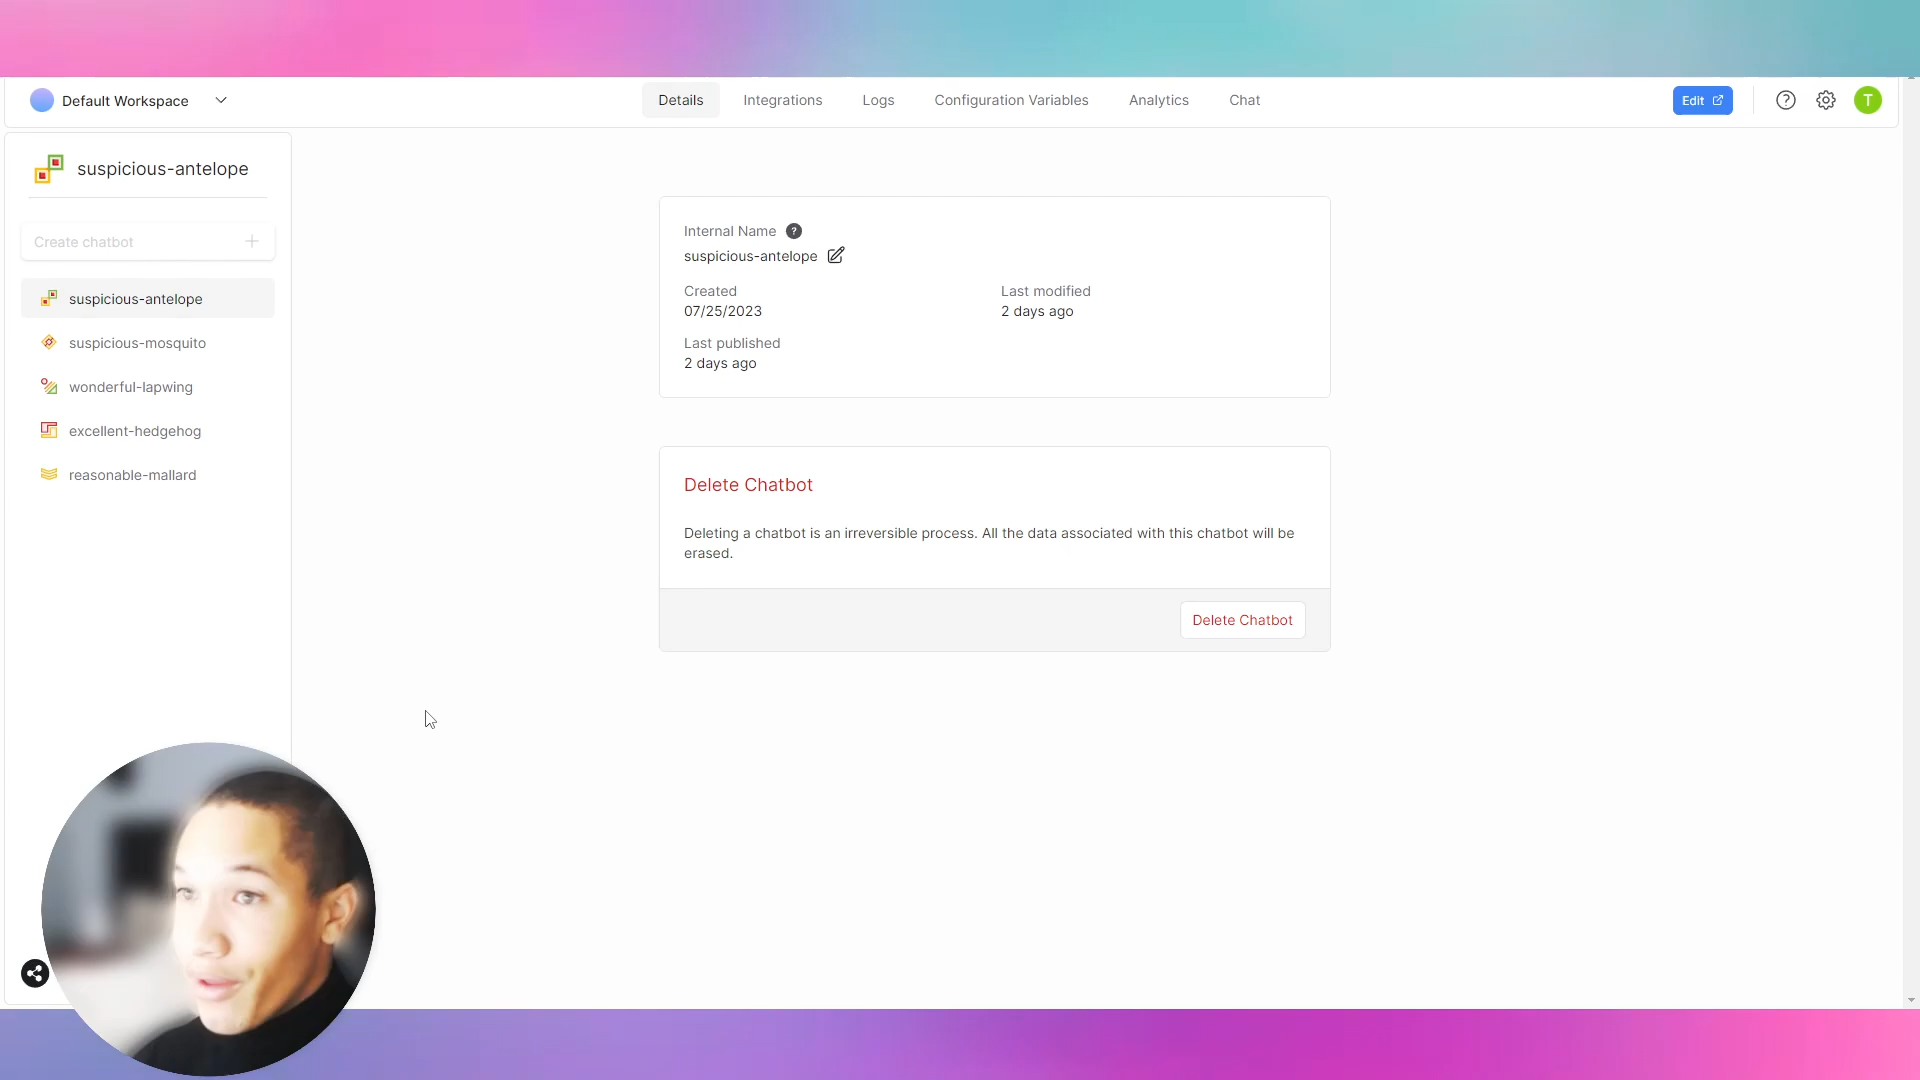 Default Workspace
Details
Integrations
Logs
Configuration Variables
Analytics
Chat
Edit
T
suspicious-antelope
Create chatbot
suspicious-antelope
suspicious-mosquito
wonderful-lapwing
excellent-hedgehog
reasonable-mallard
Internal Name ?
suspicious-antelope
Created
07/25/2023
Last modified
2 days ago
Last published
2 days ago
Delete Chatbot
Deleting a chatbot is an irreversible process. All the data associated with this chatbot will be
erased.
Delete Chatbot